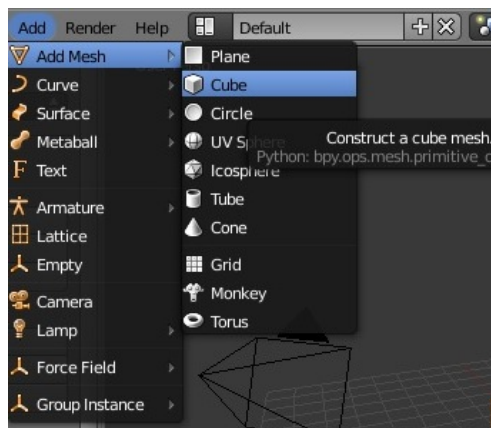 Add Render Help Default
Add Mesh
Curve
Surface
Metaball
Text
Armature
Lattice
Empty
Camera
Lamp
Force Field
Group Instance
Plane
Cube
Circle
UV Sphere
Icosphere
Tube
Cone
Grid
Monkey
Torus
Construct a cube mesh.
Python: bpy.ops.mesh.primitive_c